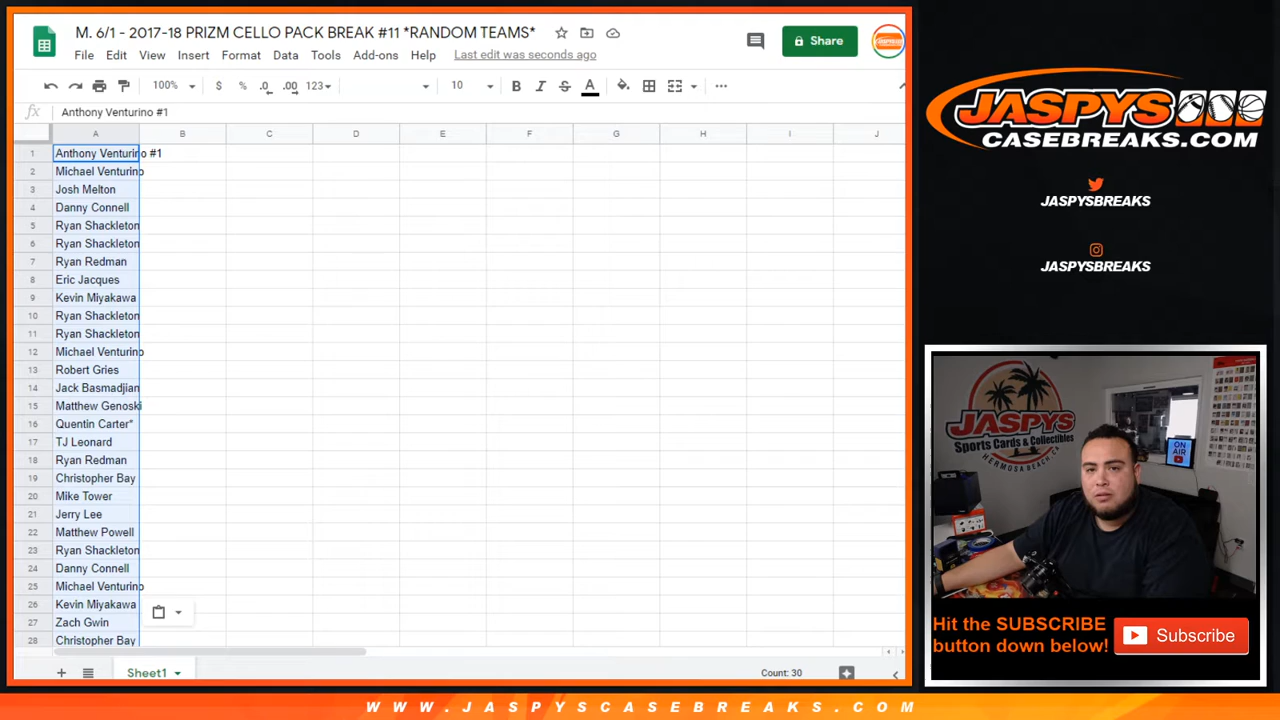 M. 6/1 - 2017-18 PRIZM CELLO PACK BREAK #11 *RANDOM TEAMS*
File Edit View Insert Format Data Tools Add-ons Help Last edit was seconds ago
Share
100% $ % .0 .00 123 10 B I S A
fx Anthony Venturino #1
A B C D E F G H I J
1 Anthony Venturino #1
2 Michael Venturino
3 Josh Melton
4 Danny Connell
5 Ryan Shackleton
6 Ryan Shackleton
7 Ryan Redman
8 Eric Jacques
9 Kevin Miyakawa
10 Ryan Shackleton
11 Ryan Shackleton
12 Michael Venturino
13 Robert Gries
14 Jack Basmadjian
15 Matthew Genoski
16 Quentin Carter"
17 TJ Leonard
18 Ryan Redman
19 Christopher Bay
20 Mike Tower
21 Jerry Lee
22 Matthew Powell
23 Ryan Shackleton
24 Danny Connell
25 Michael Venturino
26 Kevin Miyakawa
27 Zach Gwin
28 Christopher Bay
Sheet1
Count: 30
JASPYS
CASEBREAKS.COM
JASPYSBREAKS
JASPYSBREAKS
JASPYS
Sports Cards & Collectibles
HERMOSA BEACH, CA
ON AIR
Hit the SUBSCRIBE
button down below!
Subscribe
WWW.JASPYSCASEBREAKS.COM